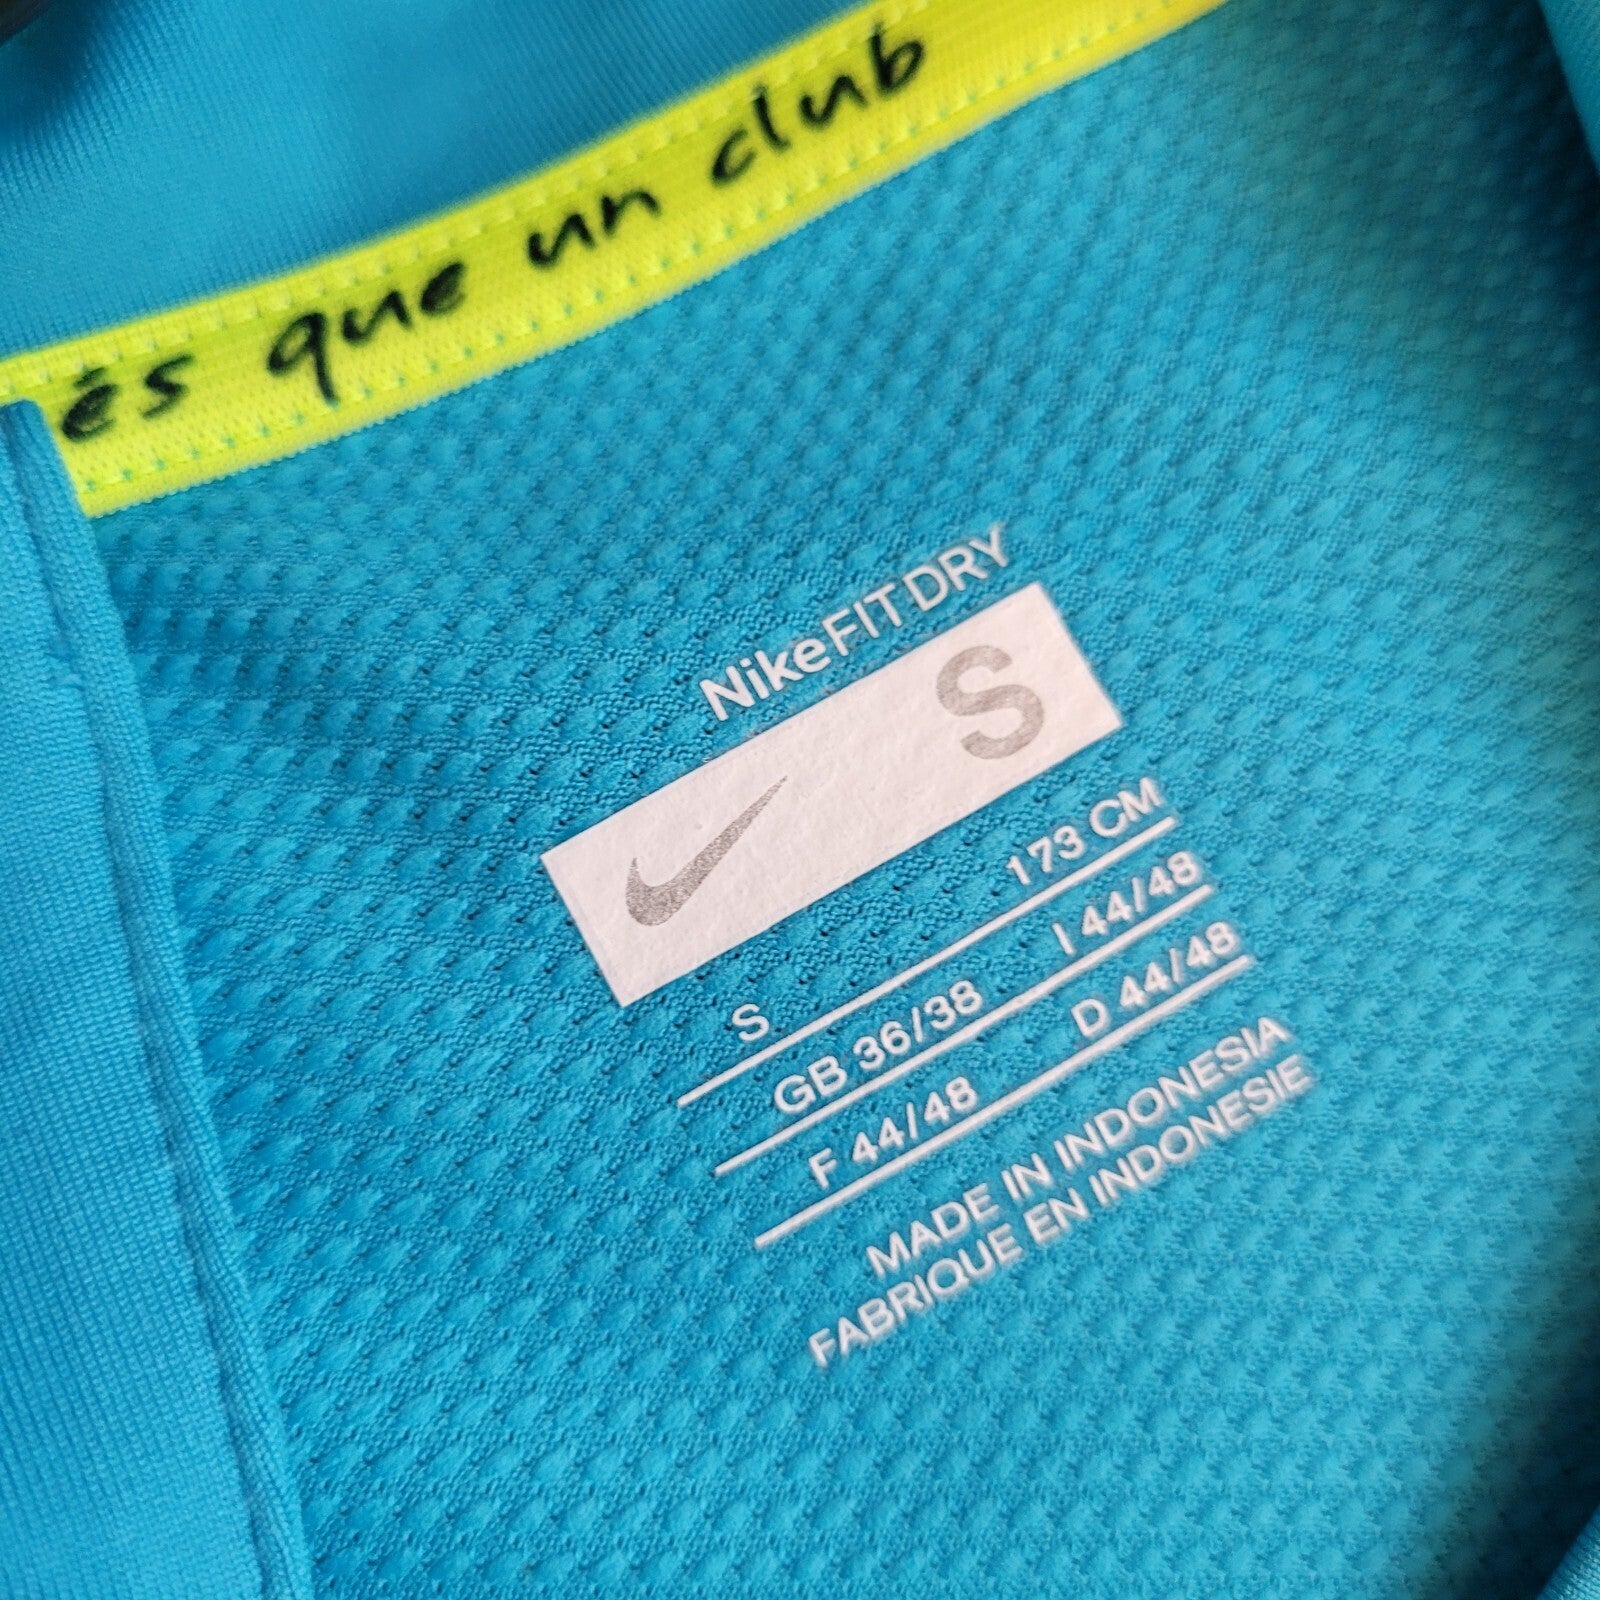 és que un club
NikeFITDRY
S
S 173 CM
GB 36/38 I 44/48
F 44/48 D 44/48
MADE IN INDONESIA
FABRIQUE EN INDONESIE